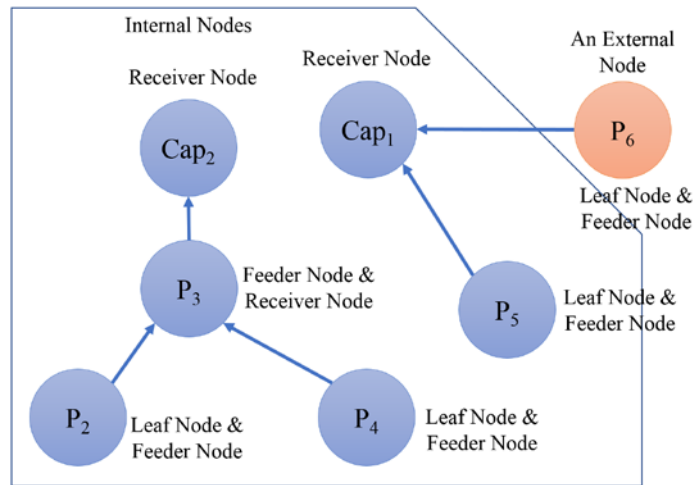 Internal Nodes
An External
Node
Receiver Node
Receiver Node
Cap₂
Cap₁
P₆
Leaf Node &
Feeder Node
P₃
Feeder Node &
Receiver Node
P₅
Leaf Node &
Feeder Node
P₂
Leaf Node &
Feeder Node
P₄
Leaf Node &
Feeder Node